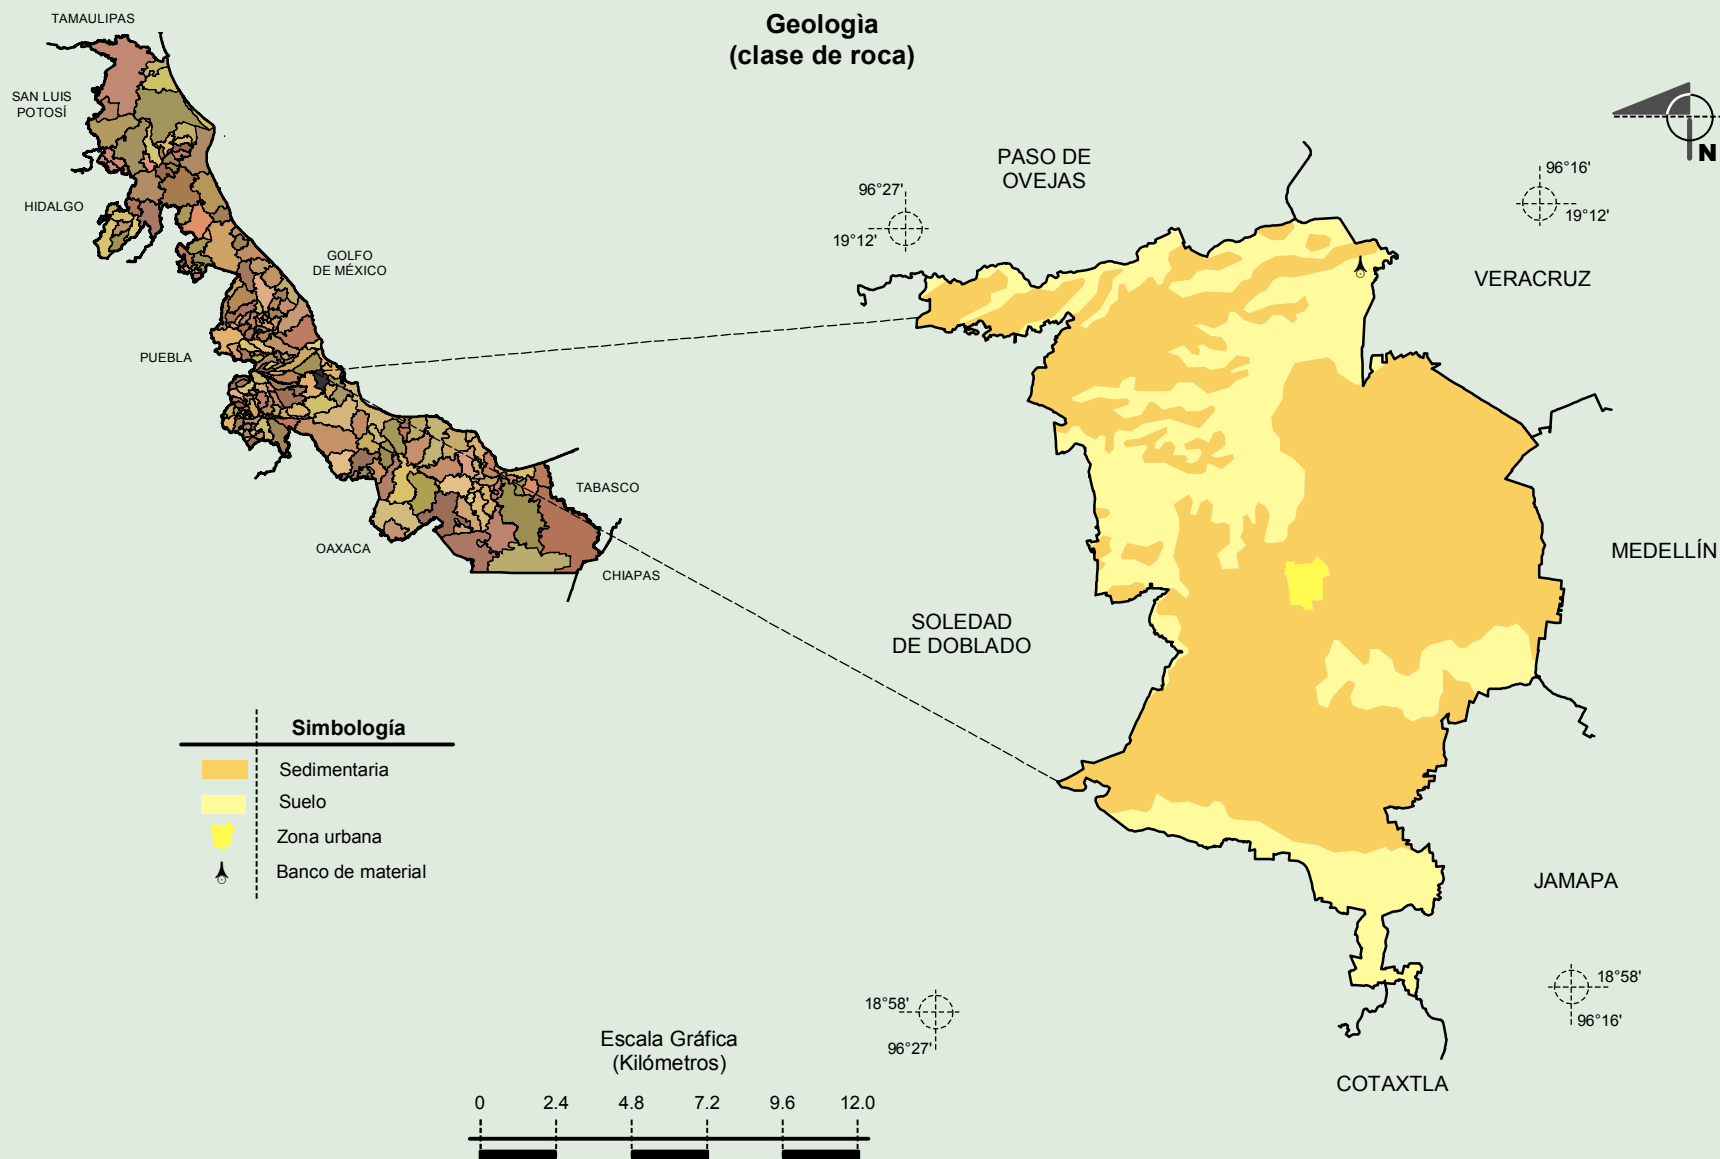 Geologìa
(clase de roca)
TAMAULIPAS
SAN LUIS
POTOSÍ
HIDALGO
GOLFO
DE MÉXICO
PUEBLA
TABASCO
OAXACA
CHIAPAS
N
PASO DE
OVEJAS
96°27'
19°12'
96°16'
19°12'
VERACRUZ
MEDELLÍN
SOLEDAD
DE DOBLADO
JAMAPA
18°58'
96°16'
18°58'
96°27'
COTAXTLA
Simbología
Sedimentaria
Suelo
Zona urbana
Banco de material
Escala Gráfica
(Kilómetros)
0 2.4 4.8 7.2 9.6 12.0